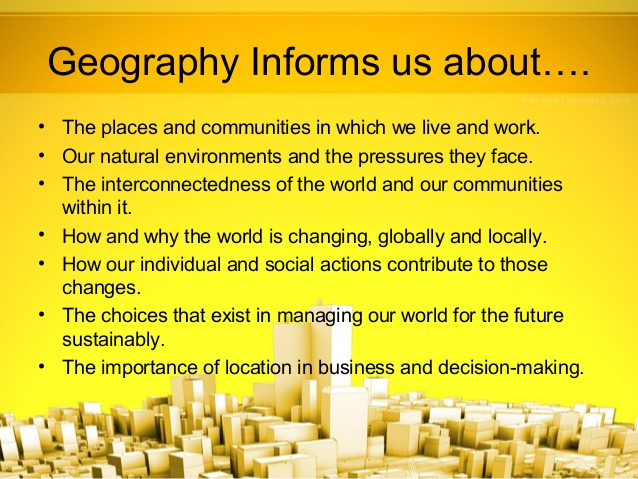 Geography Informs us about….
PRESENTATIONPX.COM
• The places and communities in which we live and work.
• Our natural environments and the pressures they face.
• The interconnectedness of the world and our communities
within it.
• How and why the world is changing, globally and locally.
• How our individual and social actions contribute to those
changes.
• The choices that exist in managing our world for the future
sustainably.
• The importance of location in business and decision-making.